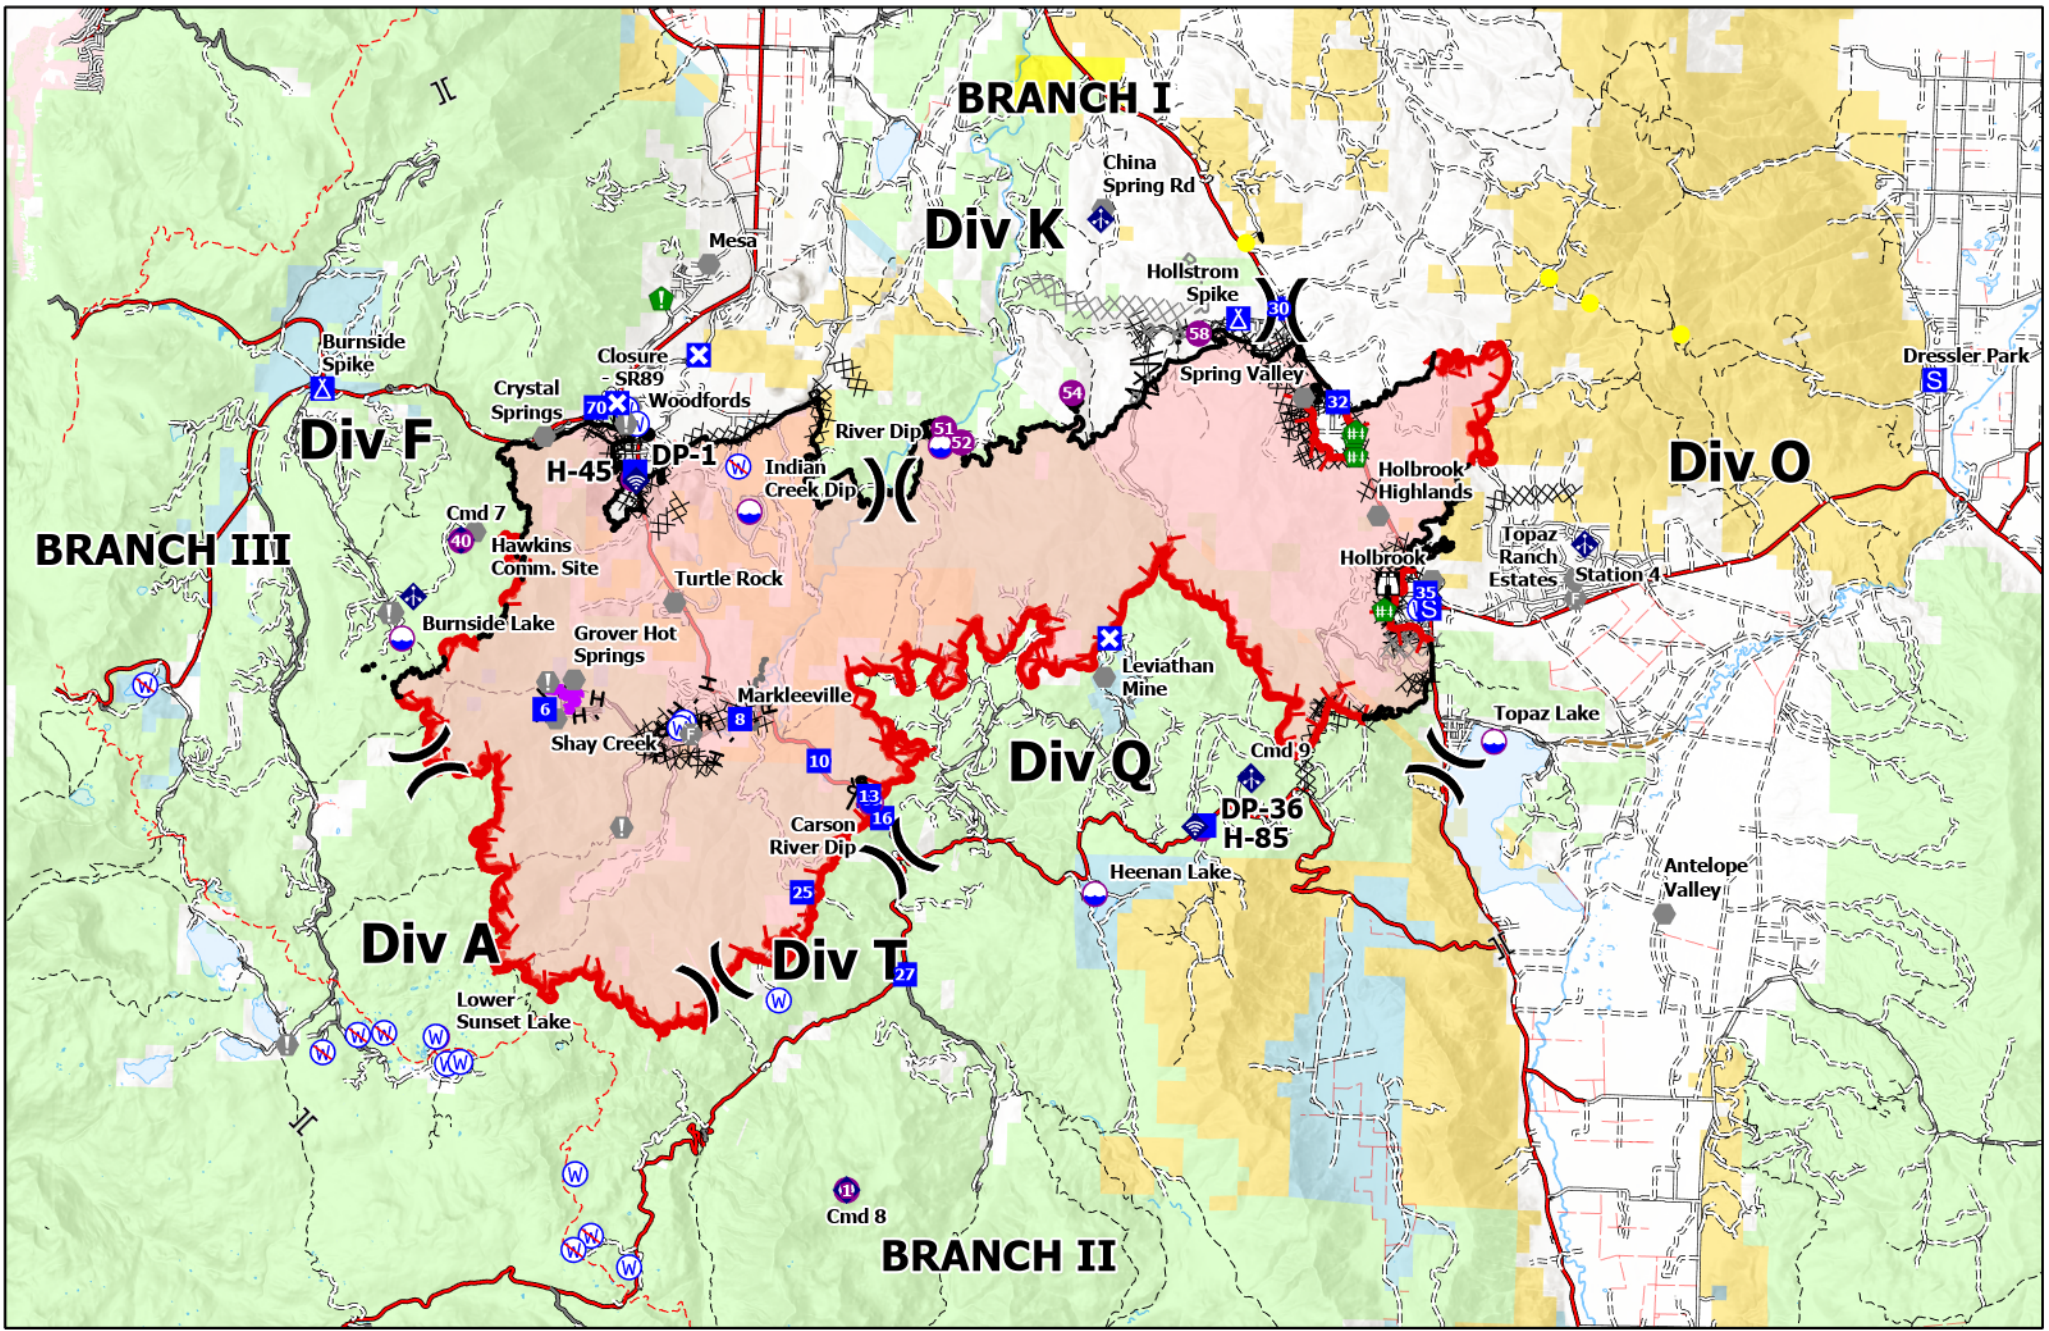 BRANCH I
China
Spring Rd
Div K
Mesa
Hollstrom
Spike
30
58
Burnside
Spike
Closure
- SR89
Woodfords
Crystal
Springs
70
Spring Valley
32
Dressler Park
S
54
51
52
River Dip
Div F
H-45
DP-1
W
Indian
Creek Dip
Holbrook
Highlands
Div O
BRANCH III
Cmd 7
40
Hawkins
Comm. Site
Topaz
Ranch
Estates
Station 4
F
Holbrook
35
S
Turtle Rock
Burnside Lake
Grover Hot
Springs
Leviathan
Mine
W
6
H
H
H
Markleeville
8
W
F
Shay Creek
Topaz Lake
10
Div Q
Cmd 9
13
16
DP-36
H-85
Carson
River Dip
25
Heenan Lake
Antelope
Valley
Div A
Div T
27
W
Lower
Sunset Lake
W
W
W
W
W
W
W
W
W
W
1
Cmd 8
BRANCH II